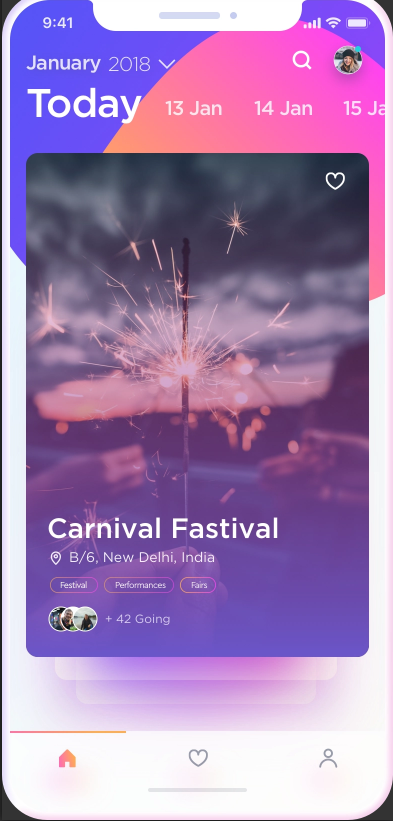 9:41
January 2018
Today 13 Jan 14 Jan 15 Ja
Carnival Fastival
B/6, New Delhi, India
Festival Performances Fairs
+ 42 Going